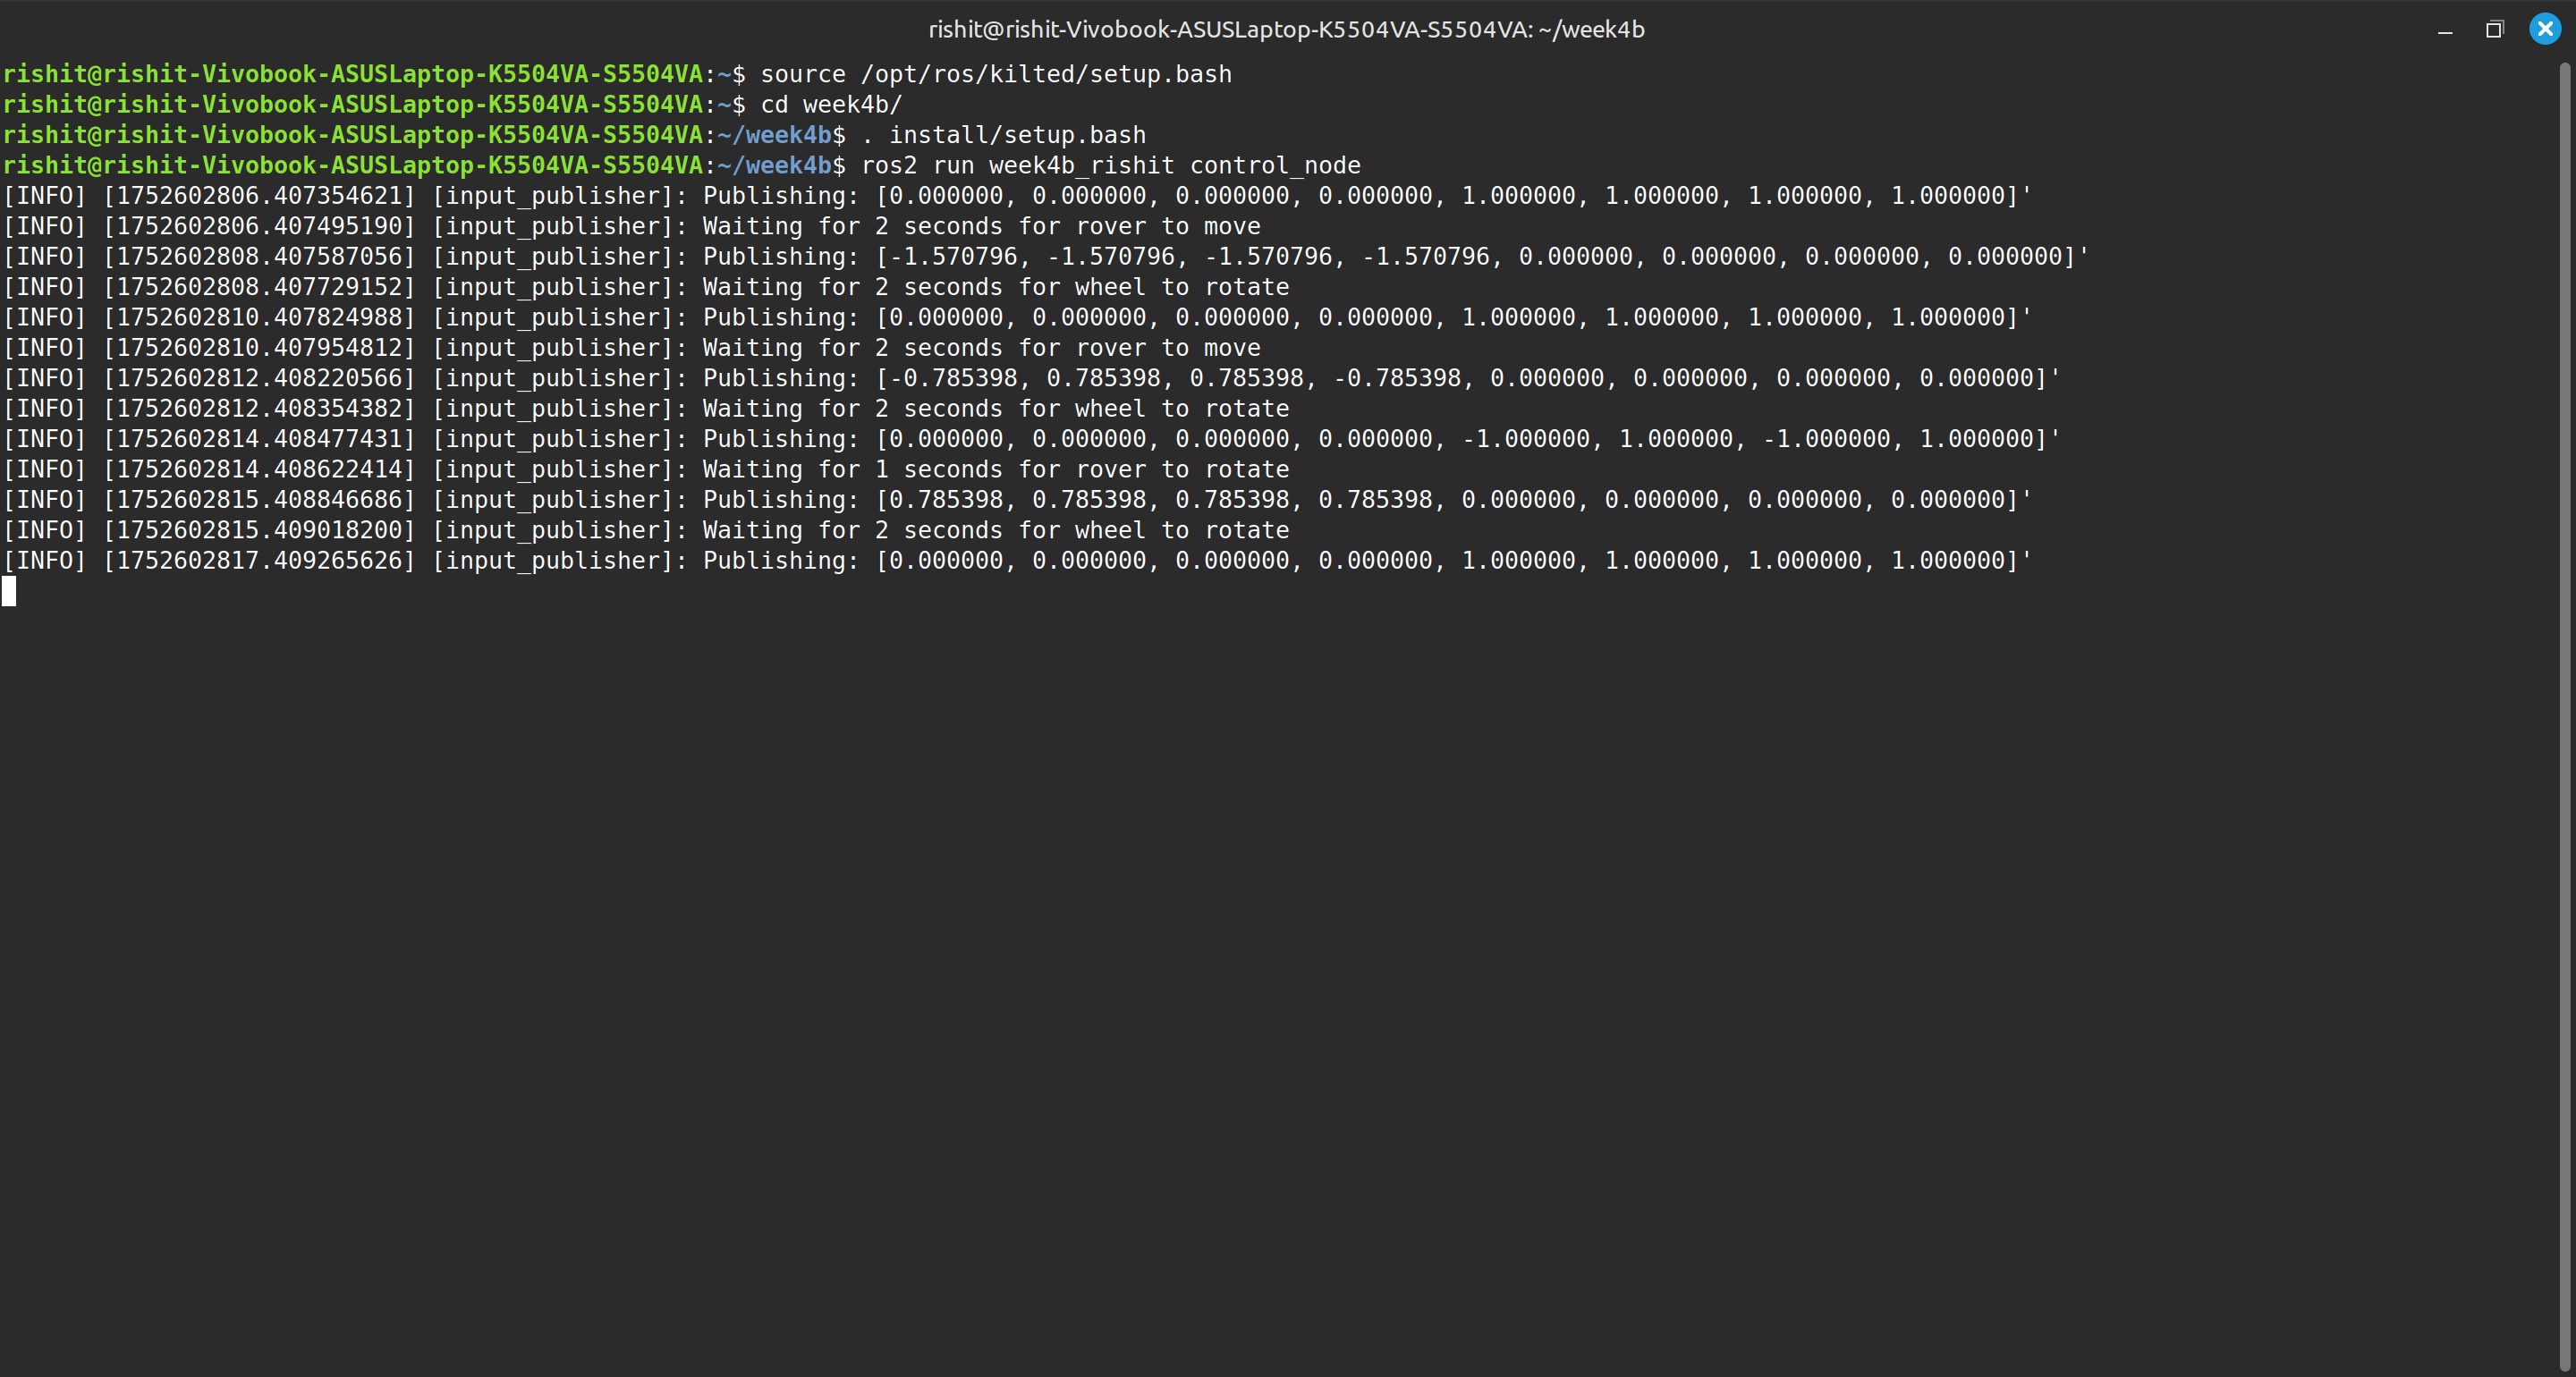 rishit@rishit-Vivobook-ASUSLaptop-K5504VA-S5504VA: ~/week4b
rishit@rishit-Vivobook-ASUSLaptop-K5504VA-S5504VA:~$ source /opt/ros/kilted/setup.bash
rishit@rishit-Vivobook-ASUSLaptop-K5504VA-S5504VA:~$ cd week4b/
rishit@rishit-Vivobook-ASUSLaptop-K5504VA-S5504VA:~/week4b$ . install/setup.bash
rishit@rishit-Vivobook-ASUSLaptop-K5504VA-S5504VA:~/week4b$ ros2 run week4b_rishit control_node
[INFO] [1752602806.407354621] [input_publisher]: Publishing: [0.000000, 0.000000, 0.000000, 0.000000, 1.000000, 1.000000, 1.000000, 1.000000]'
[INFO] [1752602806.407495190] [input_publisher]: Waiting for 2 seconds for rover to move
[INFO] [1752602808.407587056] [input_publisher]: Publishing: [-1.570796, -1.570796, -1.570796, -1.570796, 0.000000, 0.000000, 0.000000, 0.000000]'
[INFO] [1752602808.407729152] [input_publisher]: Waiting for 2 seconds for wheel to rotate
[INFO] [1752602810.407824988] [input_publisher]: Publishing: [0.000000, 0.000000, 0.000000, 0.000000, 1.000000, 1.000000, 1.000000, 1.000000]'
[INFO] [1752602810.407954812] [input_publisher]: Waiting for 2 seconds for rover to move
[INFO] [1752602812.408220566] [input_publisher]: Publishing: [-0.785398, 0.785398, 0.785398, -0.785398, 0.000000, 0.000000, 0.000000, 0.000000]'
[INFO] [1752602812.408354382] [input_publisher]: Waiting for 2 seconds for wheel to rotate
[INFO] [1752602814.408477431] [input_publisher]: Publishing: [0.000000, 0.000000, 0.000000, 0.000000, -1.000000, 1.000000, -1.000000, 1.000000]'
[INFO] [1752602814.408622414] [input_publisher]: Waiting for 1 seconds for rover to rotate
[INFO] [1752602815.408846686] [input_publisher]: Publishing: [0.785398, 0.785398, 0.785398, 0.785398, 0.000000, 0.000000, 0.000000, 0.000000]'
[INFO] [1752602815.409018200] [input_publisher]: Waiting for 2 seconds for wheel to rotate
[INFO] [1752602817.409265626] [input_publisher]: Publishing: [0.000000, 0.000000, 0.000000, 0.000000, 1.000000, 1.000000, 1.000000, 1.000000]'